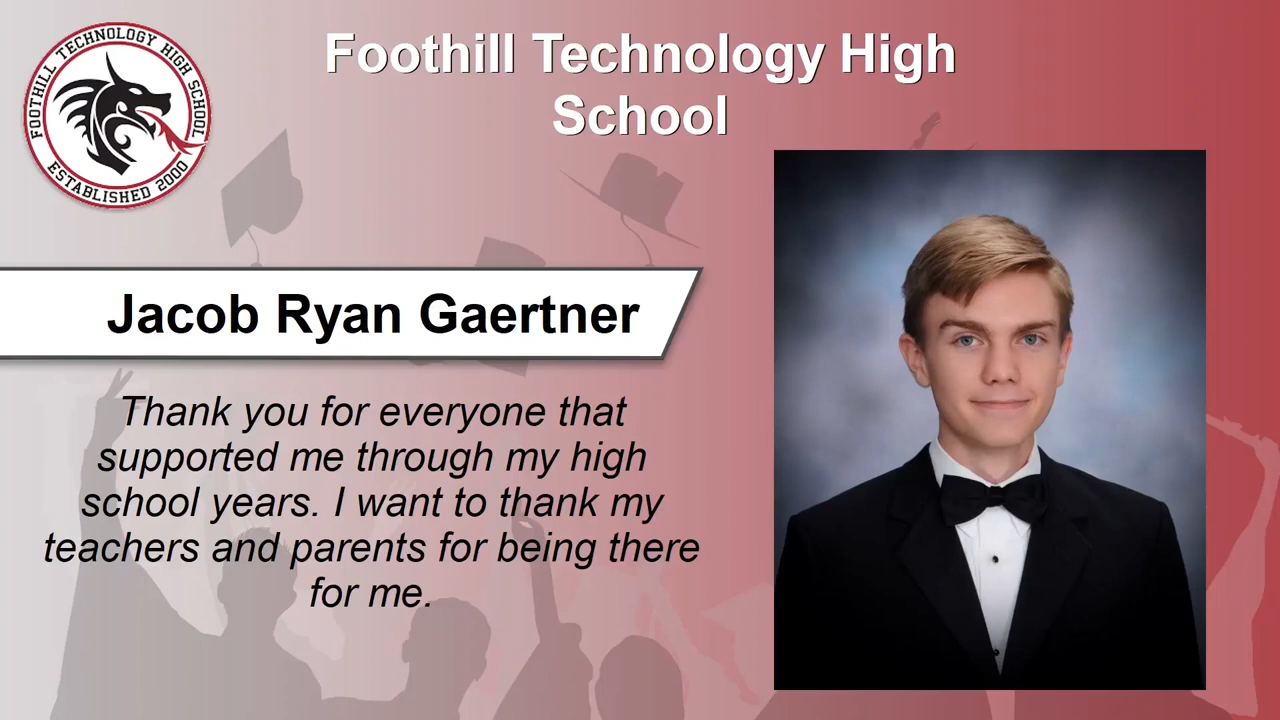 FOOTHILL TECHNOLOGY HIGH SCHOOL
ESTABLISHED 2000
Foothill Technology High
School
Jacob Ryan Gaertner
Thank you for everyone that
supported me through my high
school years. I want to thank my
teachers and parents for being there
for me.